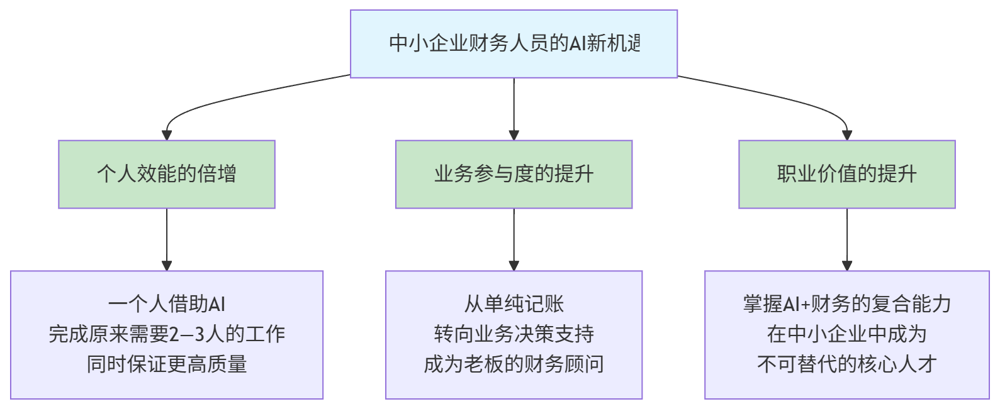 中小企业财务人员的AI新机遇
个人效能的倍增
业务参与度的提升
职业价值的提升
一个人借助AI
完成原来需要2–3人的工作
同时保证更高质量
从单纯记账
转向业务决策支持
成为老板的财务顾问
掌握AI+财务的复合能力
在中小企业中成为
不可替代的核心人才